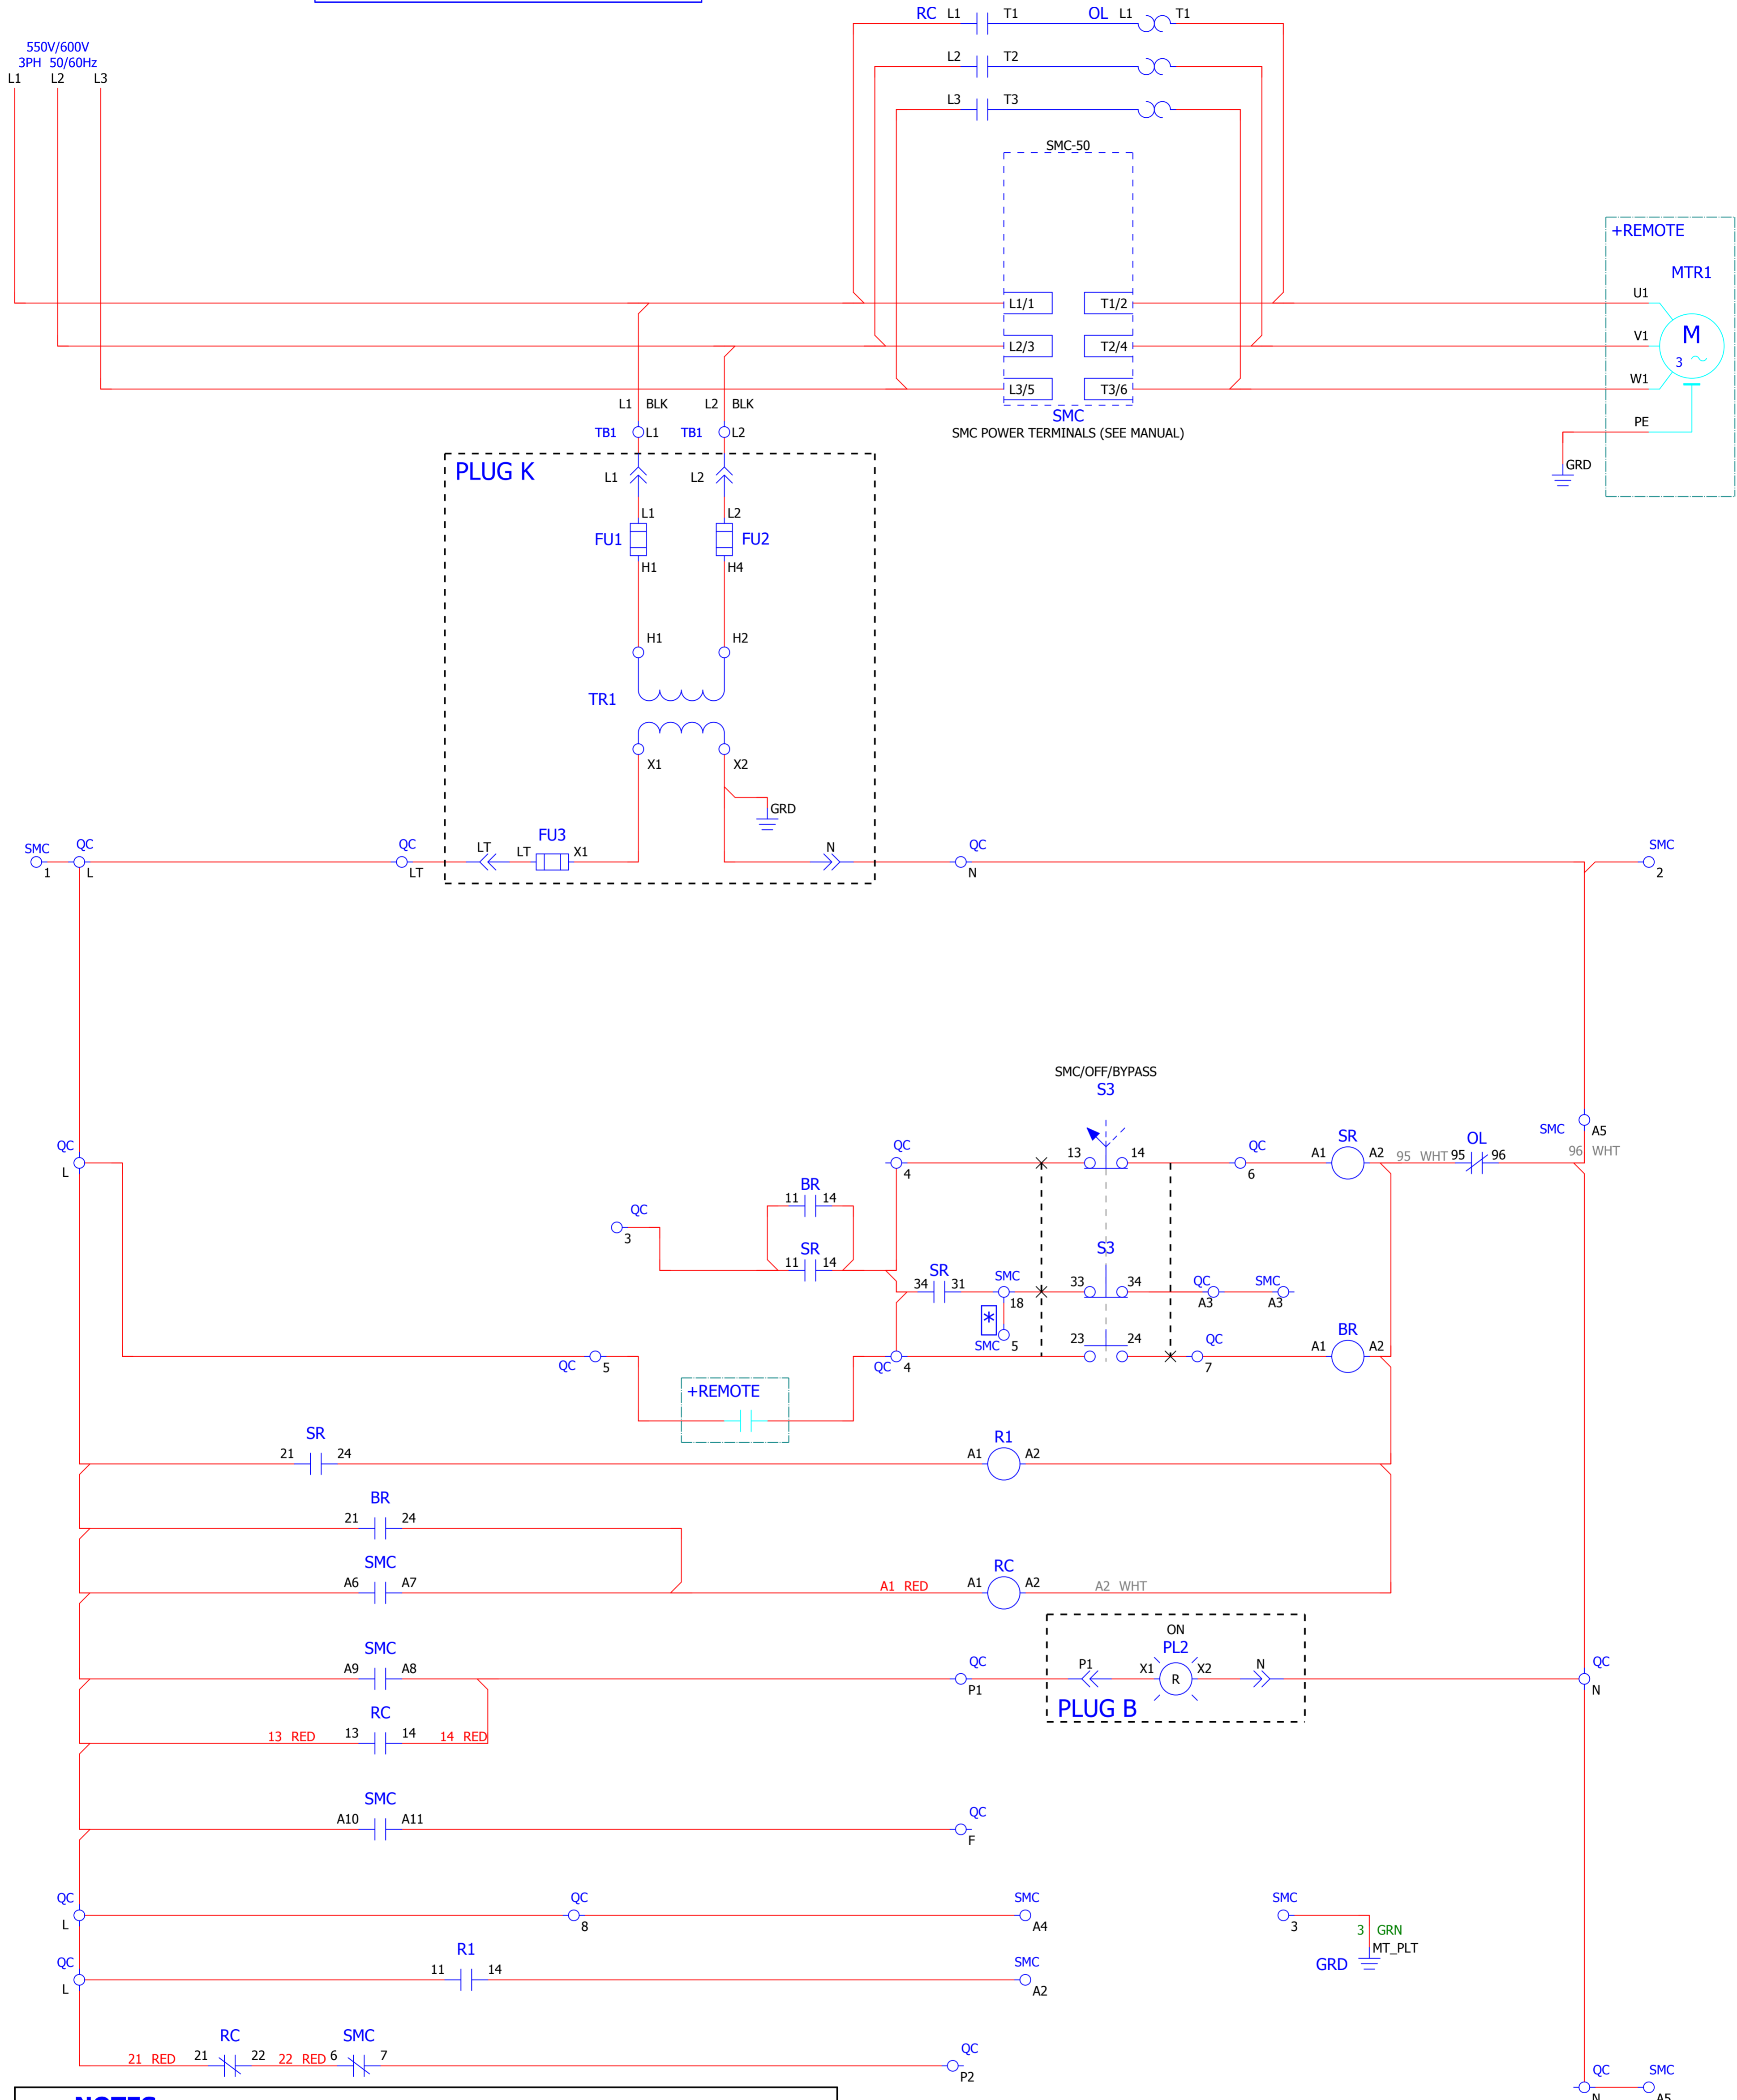 RC L1 T1 OL L1 T1
550V/600V
3PH 50/60Hz
L1 L2 L3
L2 T2
L3 T3
SMC-50
+REMOTE
MTR1
L1/1 T1/2 U1
L2/3 T2/4 V1 M
3
L3/5 T3/6 W1
L1 BLK L2 BLK
SMC
SMC POWER TERMINALS (SEE MANUAL)
PE
TB1 L1 TB1 L2
GRD
PLUG K
L1 L2
L1 L2
FU1 FU2
H1 H4
H1 H2
TR1
X1 X2
GRD
SMC QC QC LT LT FU3 X1 N QC SMC
1 L LT N 2
SMC/OFF/BYPASS
S3
SMC A5
QC QC 13 14 QC SR OL
L 4 6 A1 A2 95 WHT 95 96 96 WHT
BR
11 14
QC
3
SR
11 14
S3
SR
34 31
SMC
18
33 34 QC SMC
A3 A3
*
SMC 5
23 24 QC BR
QC 5 QC 4 7 A1 A2
+REMOTE
SR R1
21 24 A1 A2
BR
21 24
SMC RC
A6 A7 A1 RED A1 A2 A2 WHT
ON
SMC QC PL2 QC
A9 A8 P1 P1 X1 R X2 N N
PLUG B
RC
13 RED 13 14 14 RED
SMC QC
A10 A11 F
QC QC SMC SMC
L 8 A4 3
3 GRN
MT_PLT
GRD
QC R1 SMC
L 11 14 A2
RC SMC QC
21 RED 21 22 22 RED 6 7 P2
QC SMC
N A5
NOTES